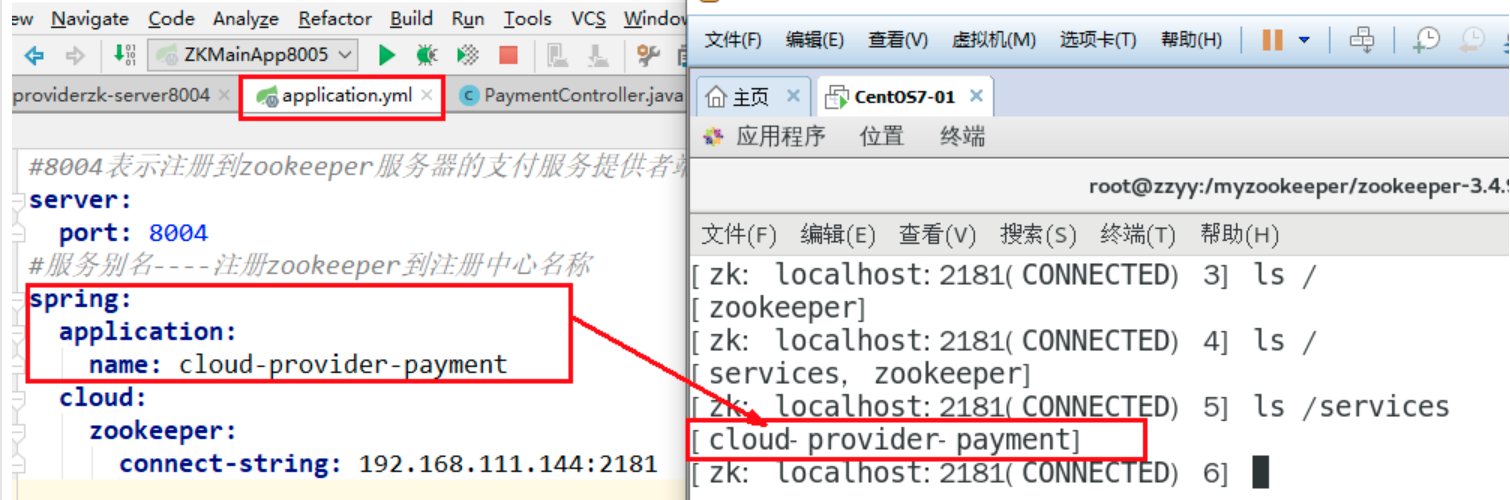 ew Navigate Code Analyze Refactor Build Run Tools VCS Window
ZKMainApp8005
providerzk-server8004 × application.yml × PaymentController.java
#8004表示注册到zookeeper服务器的支付服务提供者端
server:
port: 8004
#服务别名----注册zookeeper到注册中心名称
spring:
application:
name: cloud-provider-payment
cloud:
zookeeper:
connect-string: 192.168.111.144:2181
文件(F) 编辑(E) 查看(V) 虚拟机(M) 选项卡(T) 帮助(H)
主页 × CentOS7-01 ×
应用程序 位置 终端
root@zzyy:/myzookeeper/zookeeper-3.4.9
文件(F) 编辑(E) 查看(V) 搜索(S) 终端(T) 帮助(H)
[zk: localhost:2181(CONNECTED) 3] ls /
[zookeeper]
[zk: localhost:2181(CONNECTED) 4] ls /
[services, zookeeper]
[zk: localhost:2181(CONNECTED) 5] ls /services
[cloud-provider-payment]
[zk: localhost:2181(CONNECTED) 6]